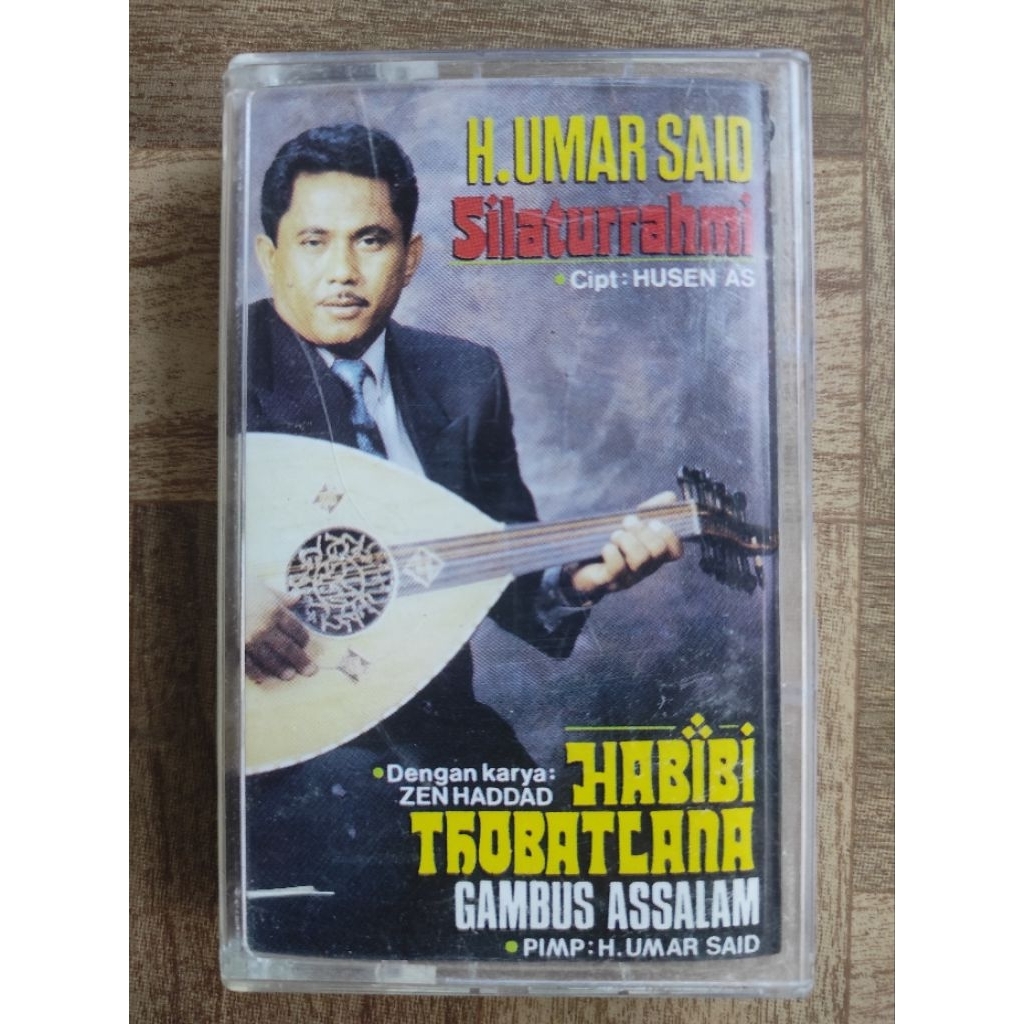 H.UMAR SAID
Silaturrahmi
• Cipt: HUSEN AS
• Dengan karya:
ZEN HADDAD
HABIBI
THOBATLANA
GAMBUS ASSALAM
• PIMP: H.UMAR SAID